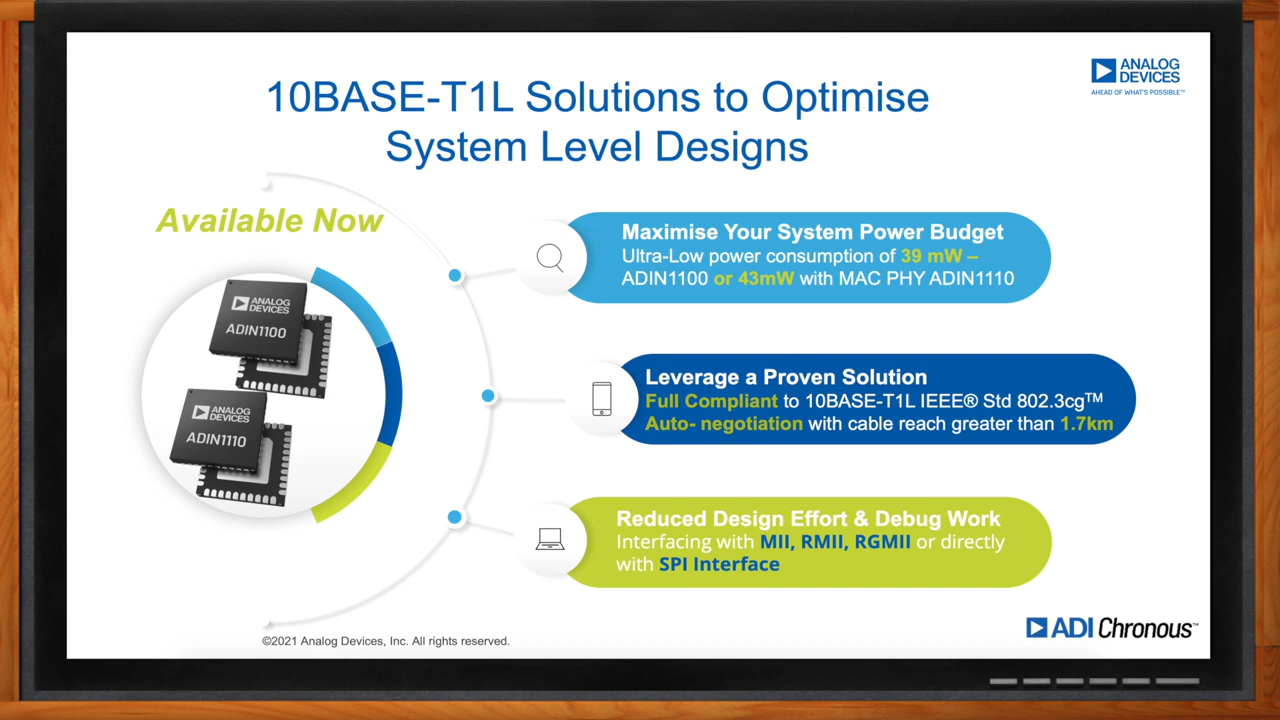 10BASE-T1L Solutions to Optimise
System Level Designs
ANALOG
DEVICES
AHEAD OF WHAT'S POSSIBLE™
Available Now
ANALOG
DEVICES
ADIN1100
ANALOG
DEVICES
ADIN1110
Maximise Your System Power Budget
Ultra-Low power consumption of 39 mW –
ADIN1100 or 43mW with MAC PHY ADIN1110
Leverage a Proven Solution
Full Compliant to 10BASE-T1L IEEE® Std 802.3cg™
Auto- negotiation with cable reach greater than 1.7km
Reduced Design Effort & Debug Work
Interfacing with MII, RMII, RGMII or directly
with SPI Interface
©2021 Analog Devices, Inc. All rights reserved.
ADI Chronous™